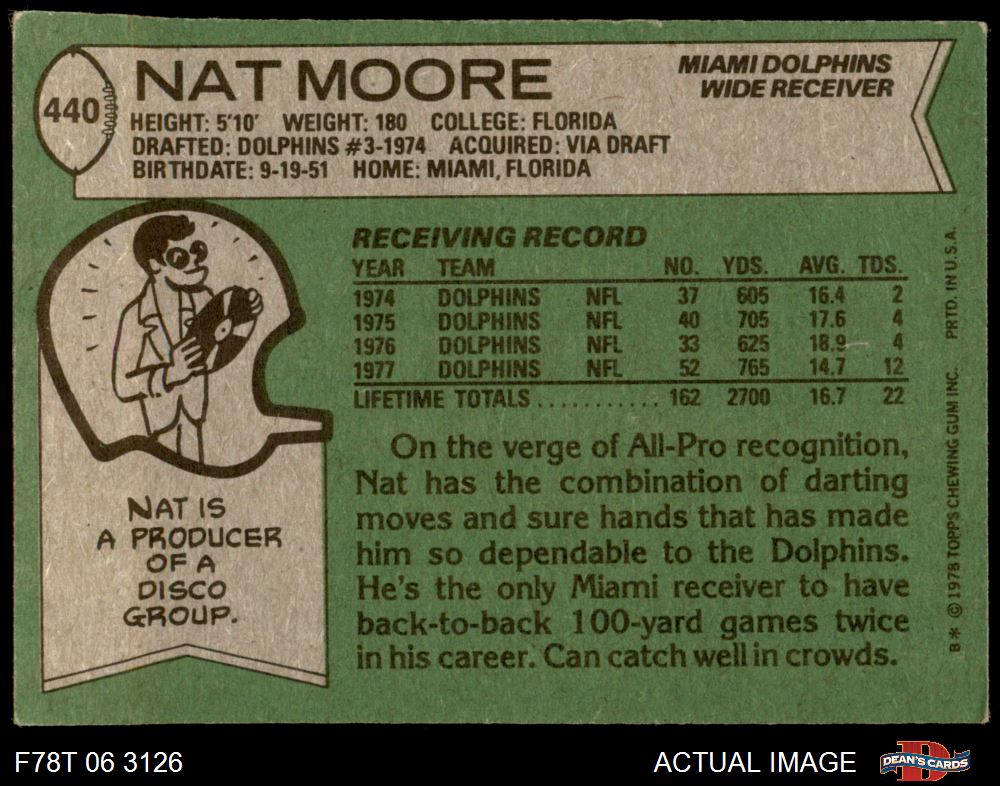 440
NAT MOORE
MIAMI DOLPHINS
WIDE RECEIVER
HEIGHT: 5'10' WEIGHT: 180 COLLEGE: FLORIDA
DRAFTED: DOLPHINS #3-1974 ACQUIRED: VIA DRAFT
BIRTHDATE: 9-19-51 HOME: MIAMI, FLORIDA
RECEIVING RECORD
YEAR TEAM NO. YDS. AVG. TDS.
1974 DOLPHINS NFL 37 605 16.4 2
1975 DOLPHINS NFL 40 705 17.6 4
1976 DOLPHINS NFL 33 625 18.9 4
1977 DOLPHINS NFL 52 765 14.7 12
LIFETIME TOTALS........... 162 2700 16.7 22
On the verge of All-Pro recognition,
Nat has the combination of darting
moves and sure hands that has made
him so dependable to the Dolphins.
He's the only Miami receiver to have
back-to-back 100-yard games twice
in his career. Can catch well in crowds.
NAT IS
A PRODUCER
OF A
DISCO
GROUP.
B** © 1978 TOPPS CHEWING GUM INC. PRTD. IN U.S.A.
F78T 06 3126
ACTUAL IMAGE
D
DEAN'S CARDS